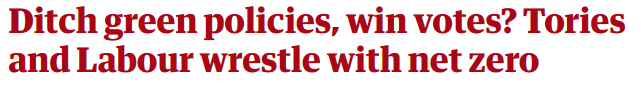 Ditch green policies, win votes? Tories
and Labour wrestle with net zero